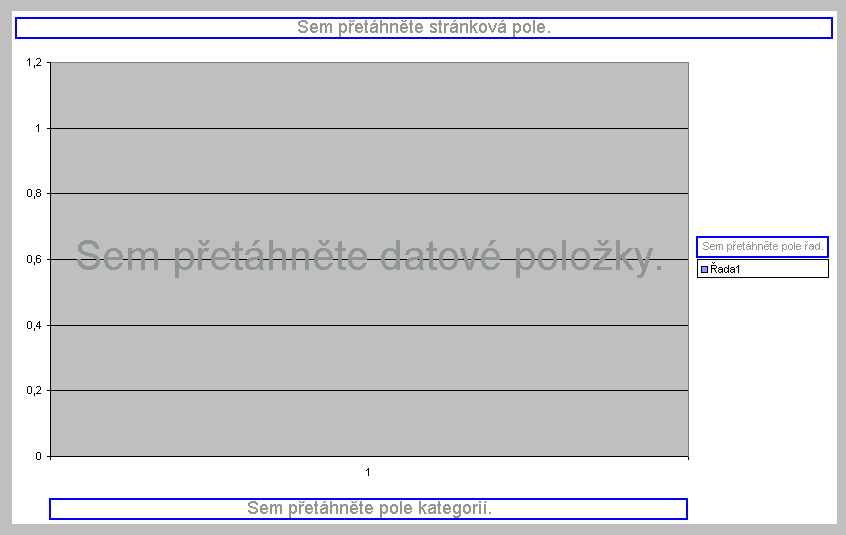 Sem přetáhněte stránková pole.
1,2
1
0,8
0,6
0,4
0,2
0
Sem přetáhněte datové položky.
Sem přetáhněte pole řad.
Řada1
1
Sem přetáhněte pole kategorií.